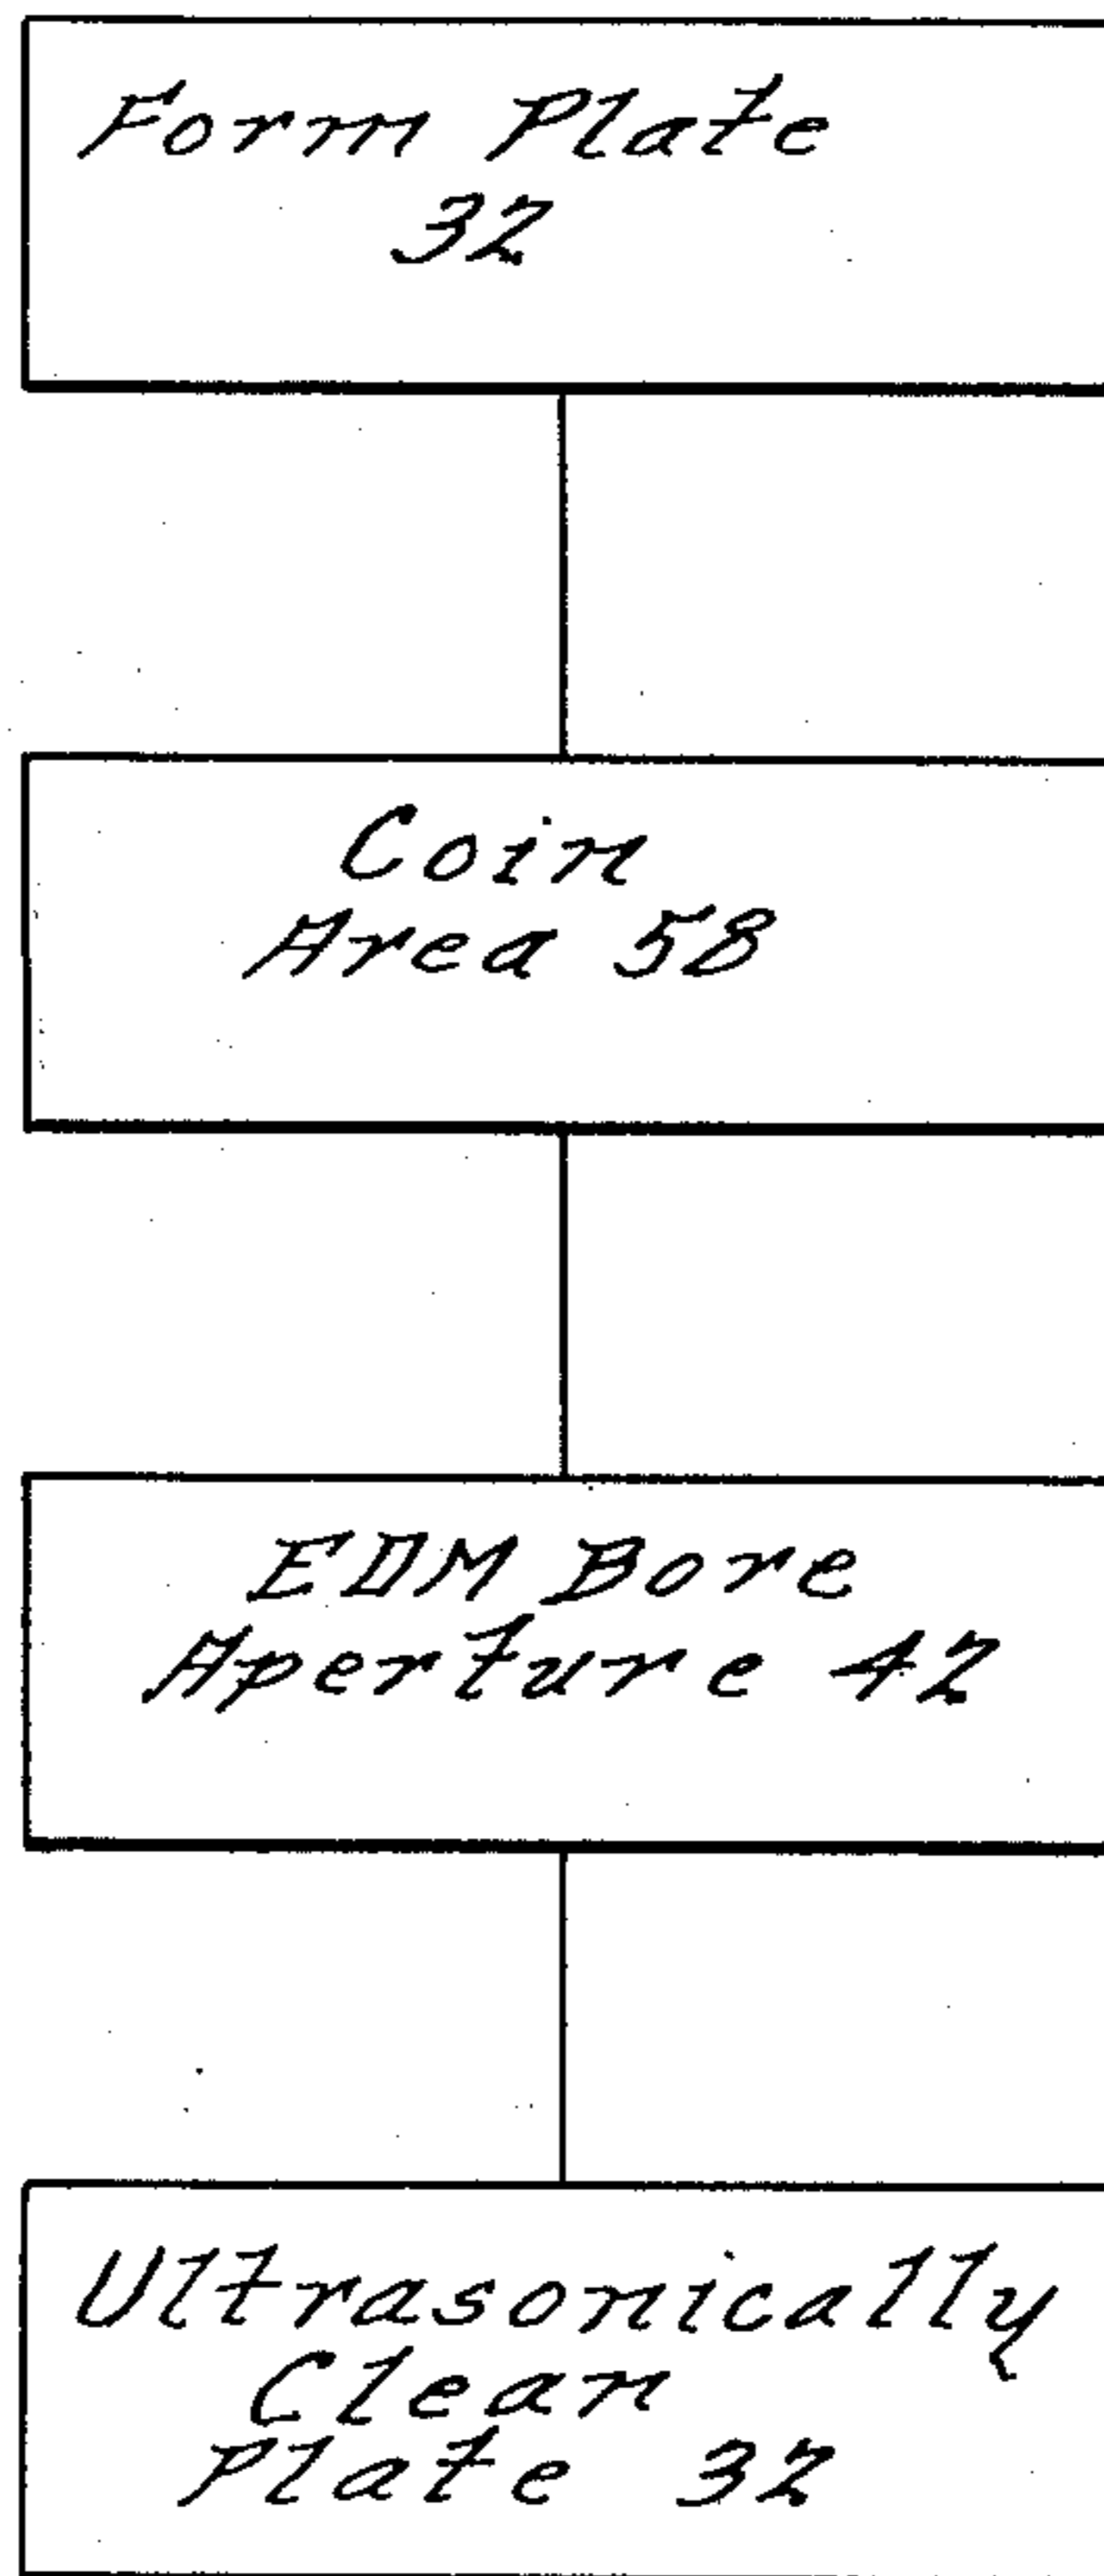 Form Plate
32
Coin
Area 58
EDM Bore
Aperture 42
Ultrasonically
Clean
Plate 32